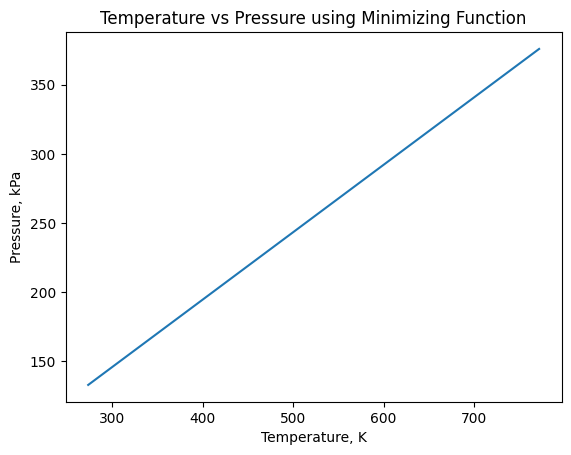 Temperature vs Pressure using Minimizing Function
Pressure, kPa
350
300
250
200
150
300 400 500 600 700
Temperature, K